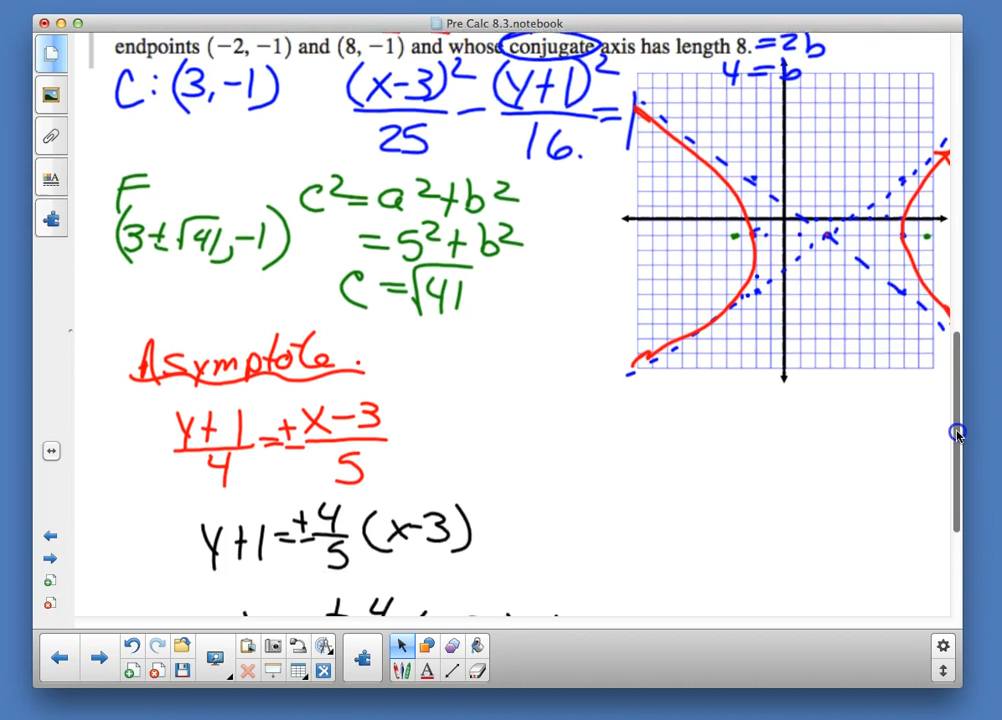 Pre Calc 8.3.notebook
endpoints (−2, −1) and (8, −1) and whose conjugate axis has length 8. = 2b
4 = b
C: (3, -1)
(x-3)²/25 - (y+1)²/16. = 1
F
(3±√41, -1)
c² = a² + b²
= 5² + b²
c = √41
Asymptote.
y+1/4 = ± x-3/5
y+1 = ± 4/5 (x-3)